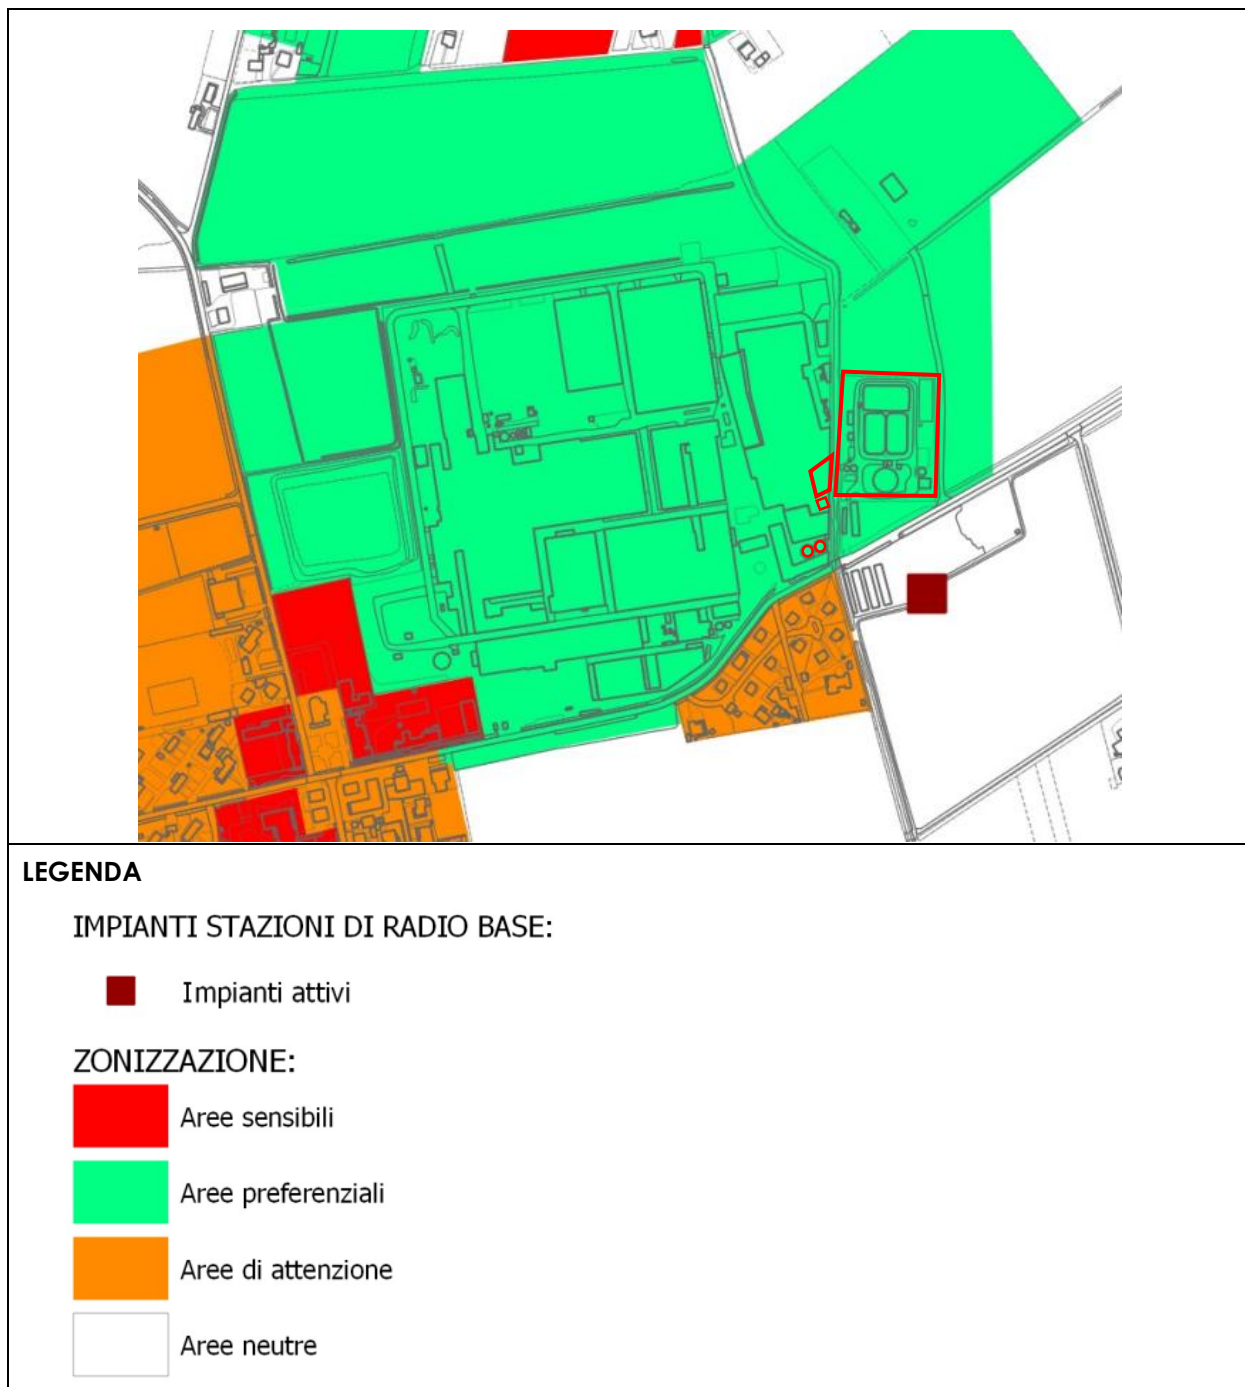 LEGENDA
IMPIANTI STAZIONI DI RADIO BASE:
Impianti attivi
ZONIZZAZIONE:
Aree sensibili
Aree preferenziali
Aree di attenzione
Aree neutre